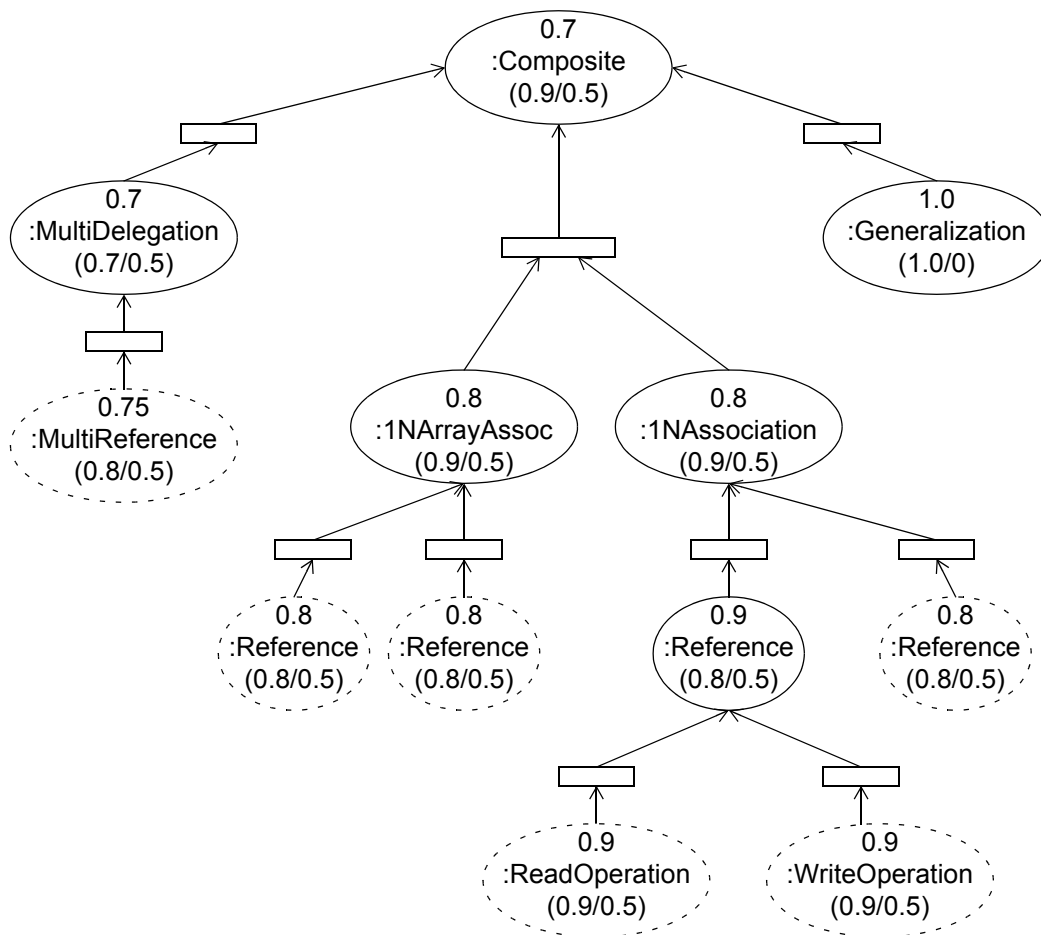 0.7
:Composite
(0.9/0.5)
0.7
:MultiDelegation
(0.7/0.5)
1.0
:Generalization
(1.0/0)
0.75
:MultiReference
(0.8/0.5)
0.8
:1NArrayAssoc
(0.9/0.5)
0.8
:1NAssociation
(0.9/0.5)
0.8
:Reference
(0.8/0.5)
0.8
:Reference
(0.8/0.5)
0.9
:Reference
(0.8/0.5)
0.8
:Reference
(0.8/0.5)
0.9
:ReadOperation
(0.9/0.5)
0.9
:WriteOperation
(0.9/0.5)